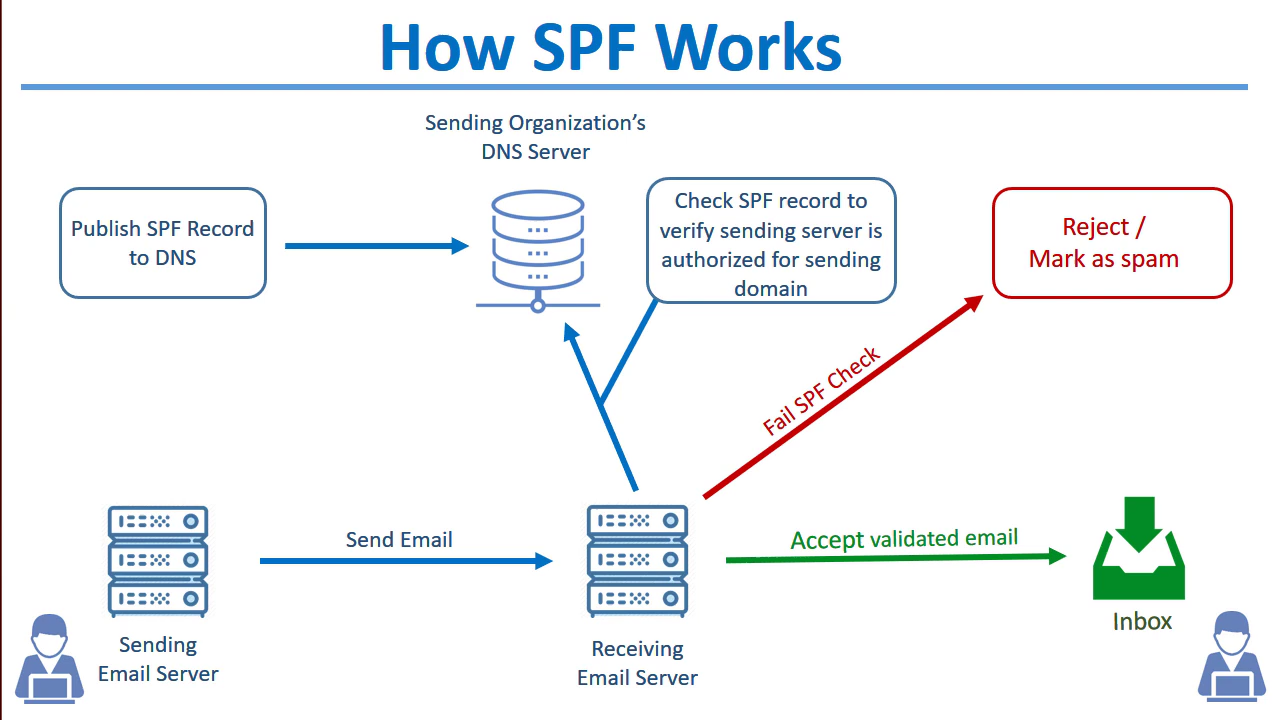 How SPF Works
Sending Organization's
DNS Server
Publish SPF Record
to DNS
Check SPF record to
verify sending server is
authorized for sending
domain
Reject /
Mark as spam
Fail SPF Check
Send Email
Accept validated email
Sending
Email Server
Receiving
Email Server
Inbox